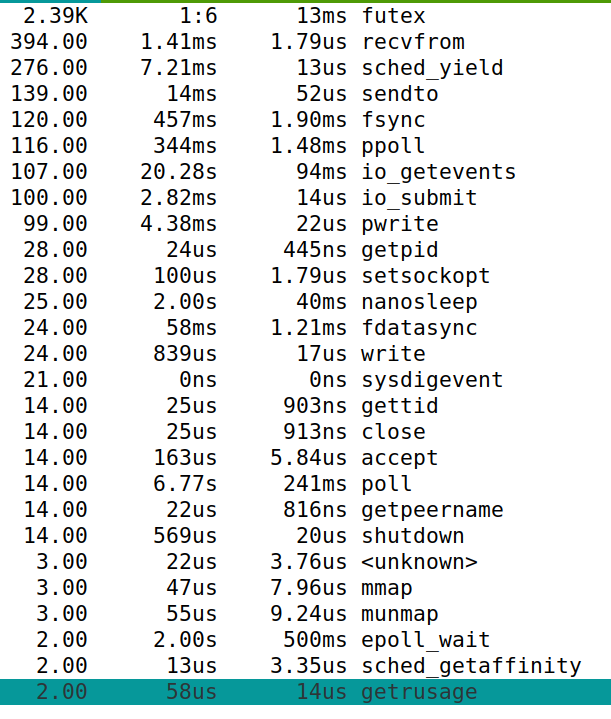 2.39K 1:6 13ms futex
394.00 1.41ms 1.79us recvfrom
276.00 7.21ms 13us sched_yield
139.00 14ms 52us sendto
120.00 457ms 1.90ms fsync
116.00 344ms 1.48ms ppoll
107.00 20.28s 94ms io_getevents
100.00 2.82ms 14us io_submit
99.00 4.38ms 22us pwrite
28.00 24us 445ns getpid
28.00 100us 1.79us setsockopt
25.00 2.00s 40ms nanosleep
24.00 58ms 1.21ms fdatasync
24.00 839us 17us write
21.00 0ns 0ns sysdigevent
14.00 25us 903ns gettid
14.00 25us 913ns close
14.00 163us 5.84us accept
14.00 6.77s 241ms poll
14.00 22us 816ns getpeername
14.00 569us 20us shutdown
3.00 22us 3.76us <unknown>
3.00 47us 7.96us mmap
3.00 55us 9.24us munmap
2.00 2.00s 500ms epoll_wait
2.00 13us 3.35us sched_getaffinity
2.00 58us 14us getrusage